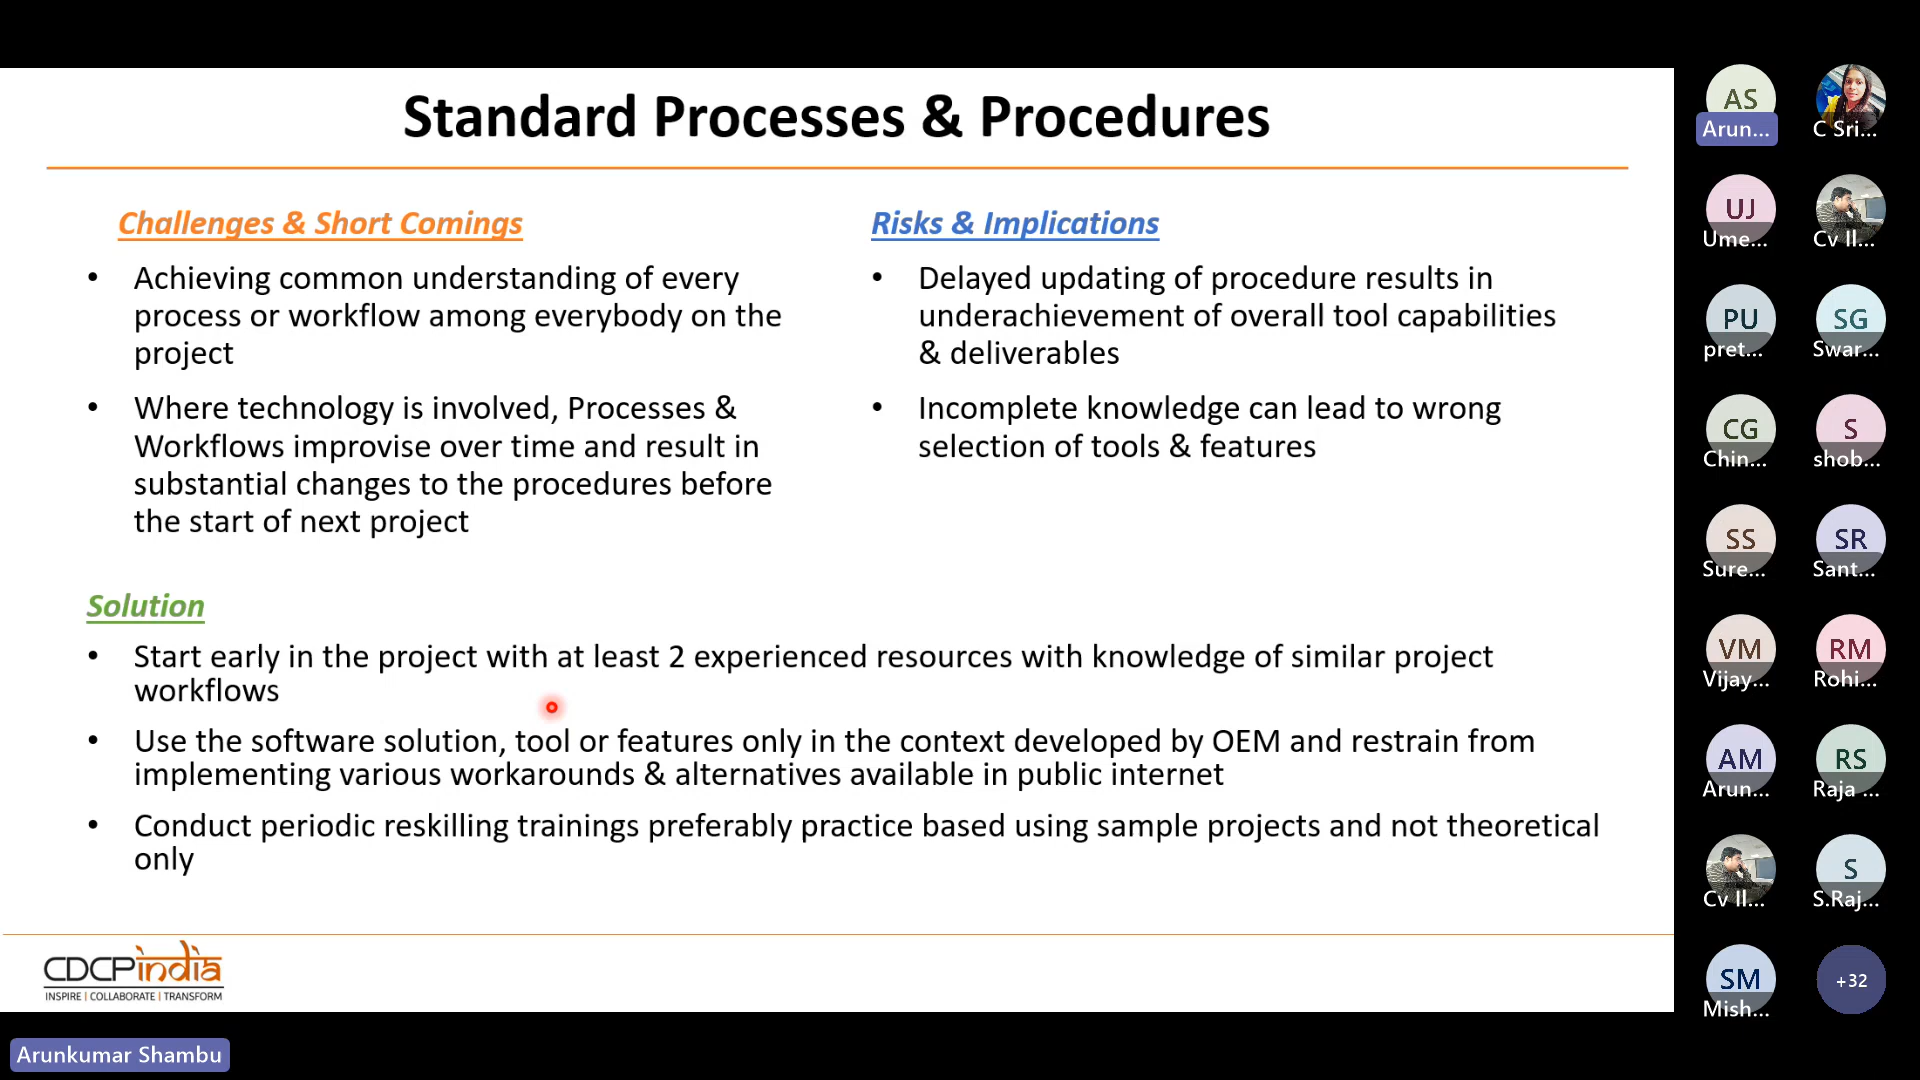 Standard Processes & Procedures
Challenges & Short Comings
• Achieving common understanding of every
process or workflow among everybody on the
project
• Where technology is involved, Processes &
Workflows improvise over time and result in
substantial changes to the procedures before
the start of next project
Risks & Implications
• Delayed updating of procedure results in
underachievement of overall tool capabilities
& deliverables
• Incomplete knowledge can lead to wrong
selection of tools & features
Solution
• Start early in the project with at least 2 experienced resources with knowledge of similar project
workflows
• Use the software solution, tool or features only in the context developed by OEM and restrain from
implementing various workarounds & alternatives available in public internet
• Conduct periodic reskilling trainings preferably practice based using sample projects and not theoretical
only
CDCPindia
INSPIRE | COLLABORATE | TRANSFORM
Arunkumar Shambu
AS
Arun...
C Sri...
UJ
Ume...
Cv Il...
PU
pret...
SG
Swar...
CG
Chin...
S
shob...
SS
Sure...
SR
Sant...
VM
Vijay...
RM
Rohi...
AM
Arun...
RS
Raja ...
Cv Il...
S
S.Raj...
SM
Mish...
+32